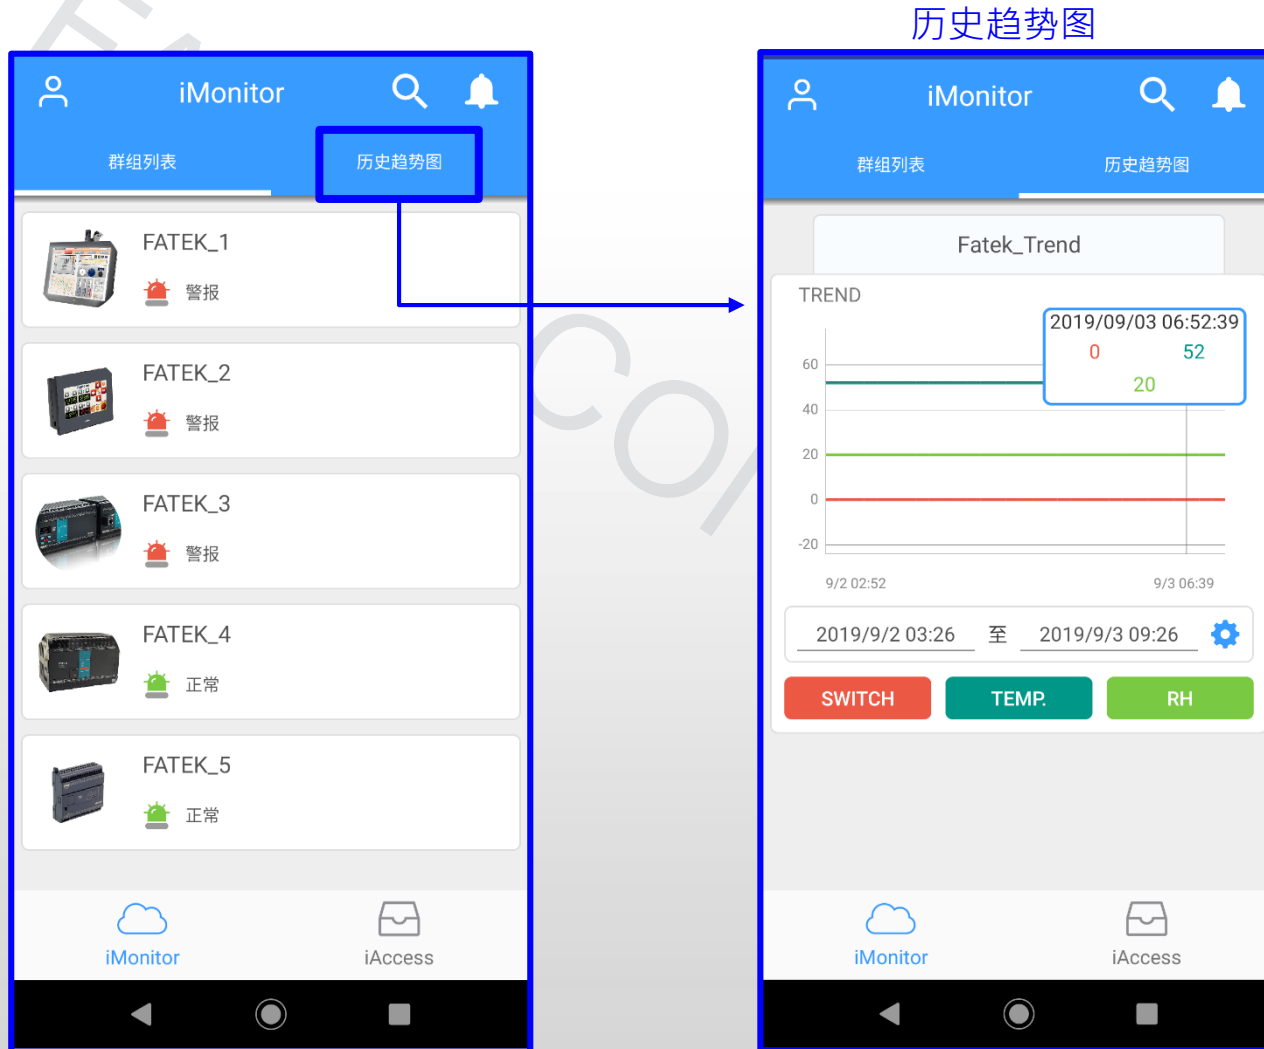 历史趋势图
iMonitor
群组列表
历史趋势图
FATEK_1
警报
FATEK_2
警报
FATEK_3
警报
FATEK_4
正常
FATEK_5
正常
iMonitor
iAccess
iMonitor
群组列表
历史趋势图
Fatek_Trend
TREND
2019/09/03 06:52:39
0 52
20
60
40
20
0
-20
9/2 02:52 9/3 06:39
2019/9/2 03:26 至 2019/9/3 09:26
SWITCH TEMP. RH
iMonitor
iAccess